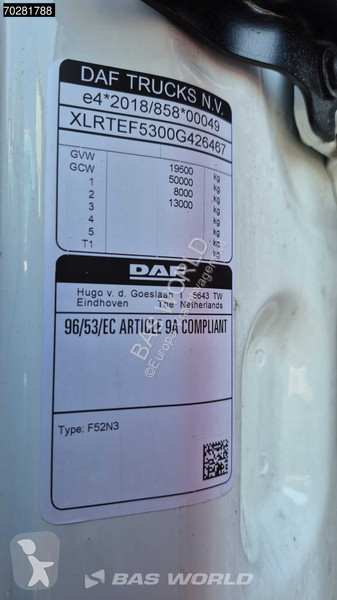 70281788
DAF TRUCKS N.V.
e4*2018/858*00049
XLRTEF5300G426467
GVW 19500 kg
GCW 50000 kg
1 8000 kg
2 13000 kg
3 kg
4 kg
5 kg
T1 kg
DAF
Hugo v. d. Goeslaan 1 5643 TW
Eindhoven The Netherlands
96/53/EC ARTICLE 9A COMPLIANT
Type: F52N3
BAS WORLD
BAS WORLD